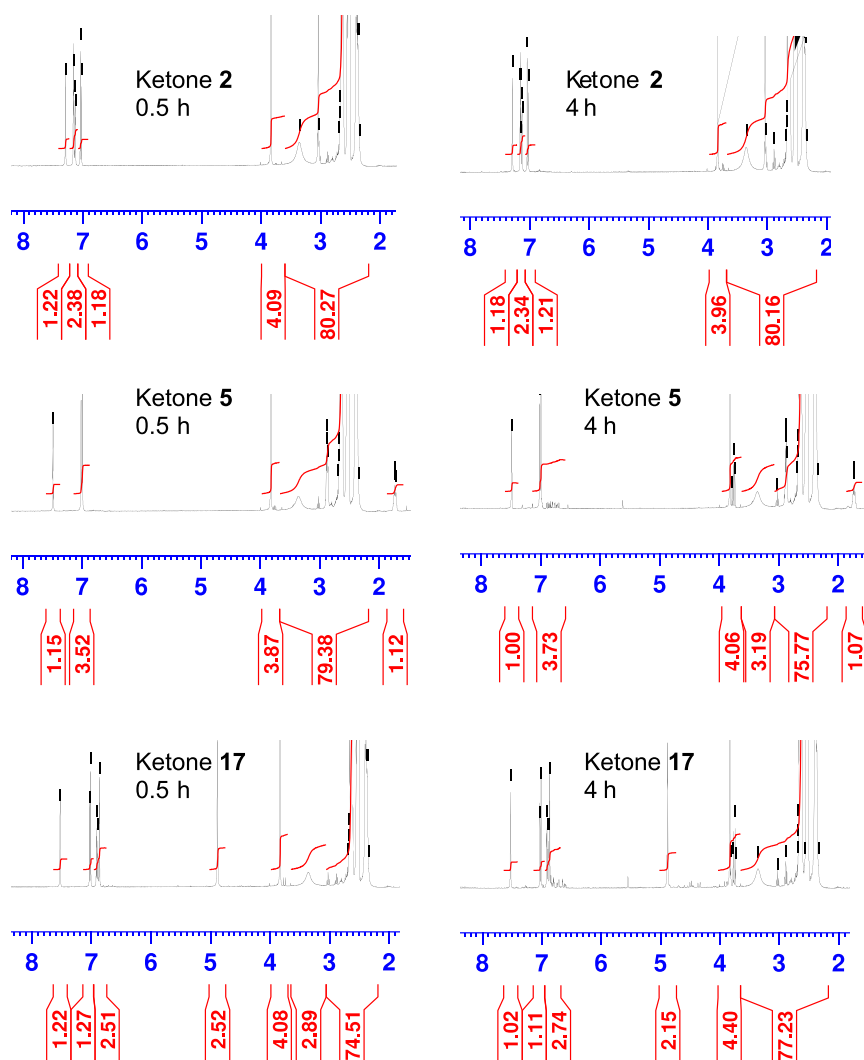 Ketone 2
0.5 h
8 7 6 5 4 3 2
1.22 2.38 1.18 4.09 80.27
Ketone 2
4 h
8 7 6 5 4 3 2
1.18 2.34 1.21 3.96 80.16
Ketone 5
0.5 h
8 7 6 5 4 3 2
1.15 3.52 3.87 79.38 1.12
Ketone 5
4 h
8 7 6 5 4 3 2
1.00 3.73 4.06 3.19 75.77 1.07
Ketone 17
0.5 h
8 7 6 5 4 3 2
1.22 1.27 2.51 2.52 4.08 2.89 74.51
Ketone 17
4 h
8 7 6 5 4 3 2
1.02 1.11 2.74 2.15 4.40 77.23